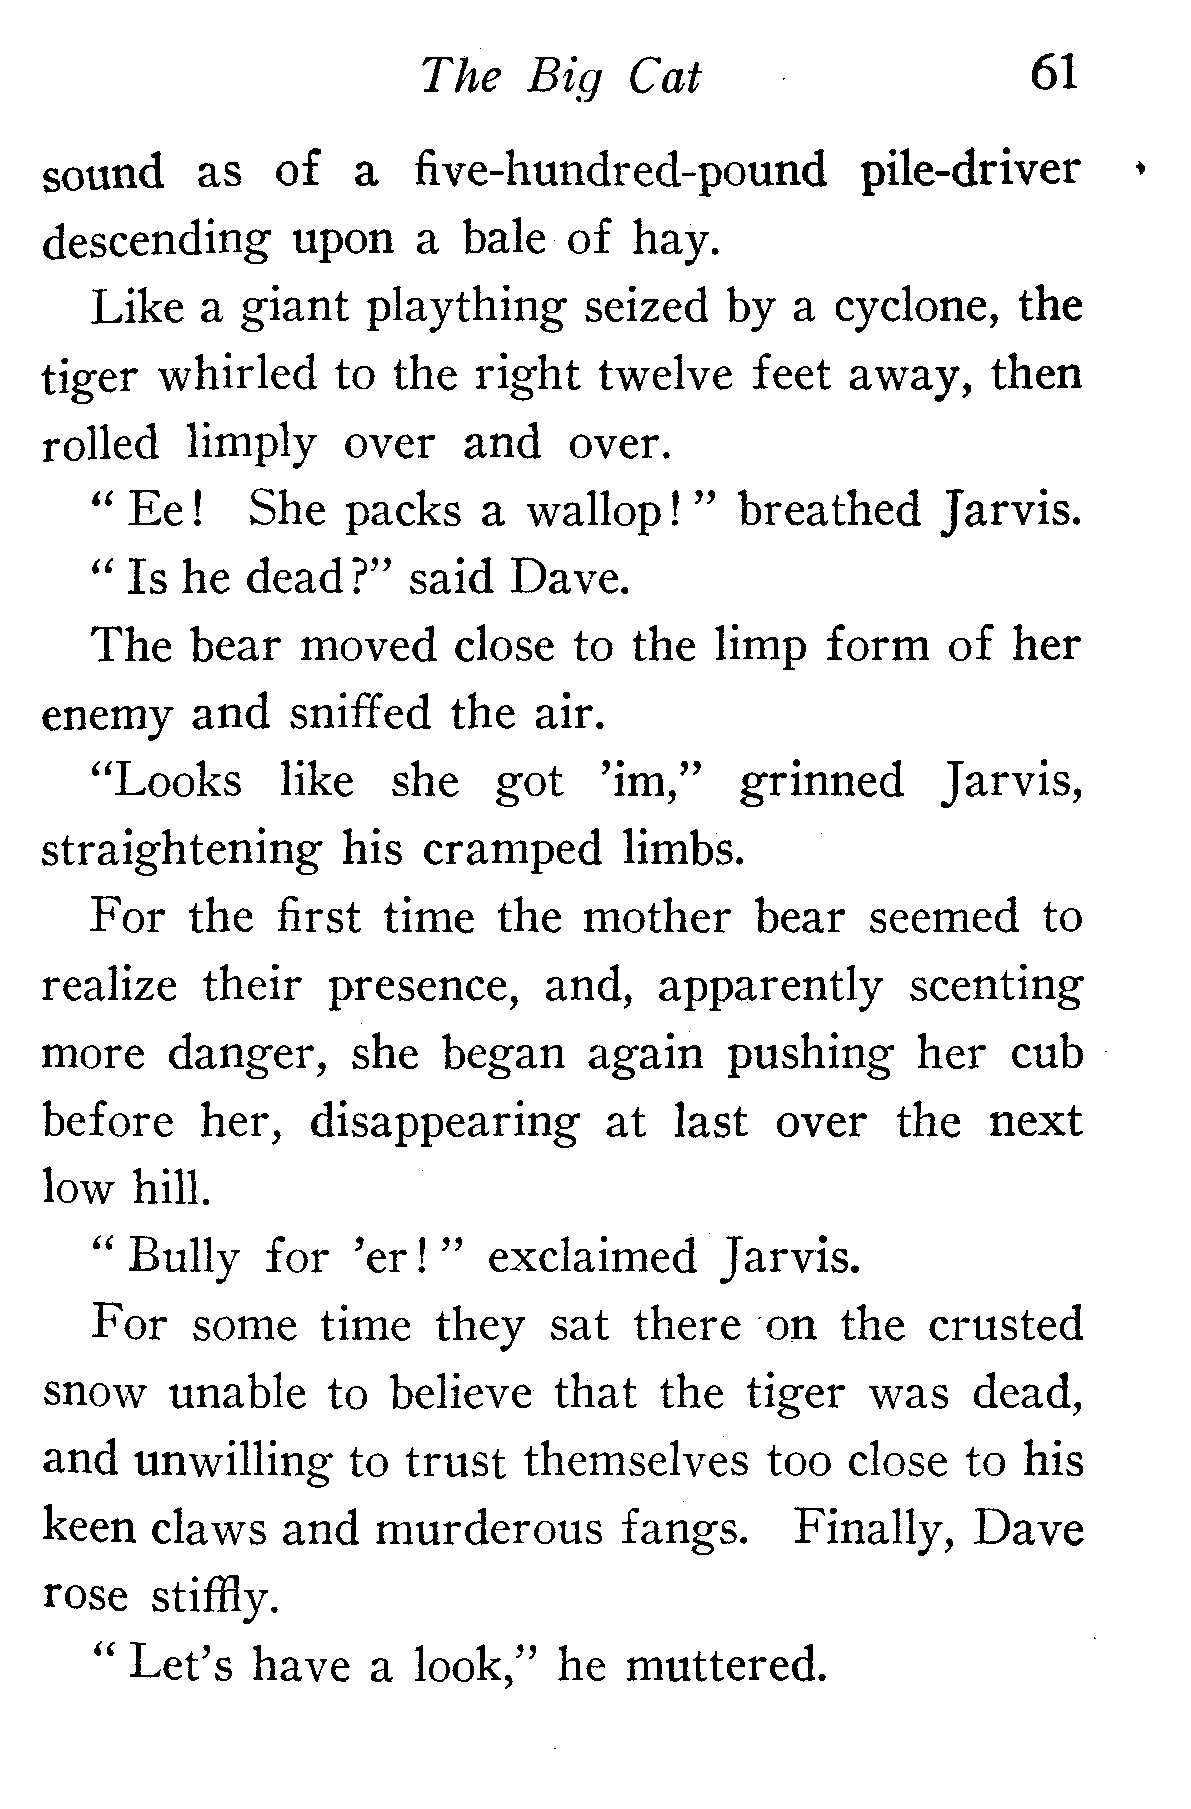 The Big Cat 61
sound as of a five-hundred-pound pile-driver
descending upon a bale of hay.
Like a giant plaything seized by a cyclone, the
tiger whirled to the right twelve feet away, then
rolled limply over and over.
“ Ee! She packs a wallop! ” breathed Jarvis.
“ Is he dead?” said Dave.
The bear moved close to the limp form of her
enemy and sniffed the air.
“Looks like she got ’im,” grinned Jarvis,
straightening his cramped limbs.
For the first time the mother bear seemed to
realize their presence, and, apparently scenting
more danger, she began again pushing her cub
before her, disappearing at last over the next
low hill.
“ Bully for ’er! ” exclaimed Jarvis.
For some time they sat there on the crusted
snow unable to believe that the tiger was dead,
and unwilling to trust themselves too close to his
keen claws and murderous fangs. Finally, Dave
rose stiffly.
“ Let’s have a look,” he muttered.